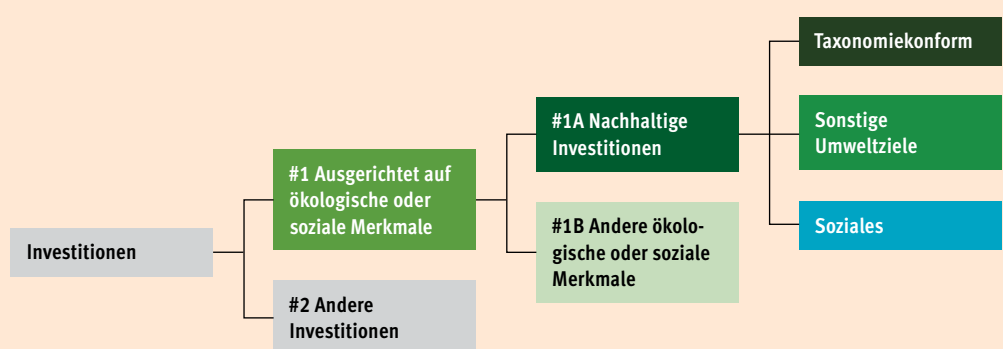 Investitionen
#1 Ausgerichtet auf
ökologische oder
soziale Merkmale
#2 Andere
Investitionen
#1A Nachhaltige
Investitionen
#1B Andere ökolo-
gische oder soziale
Merkmale
Taxonomiekonform
Sonstige
Umweltziele
Soziales